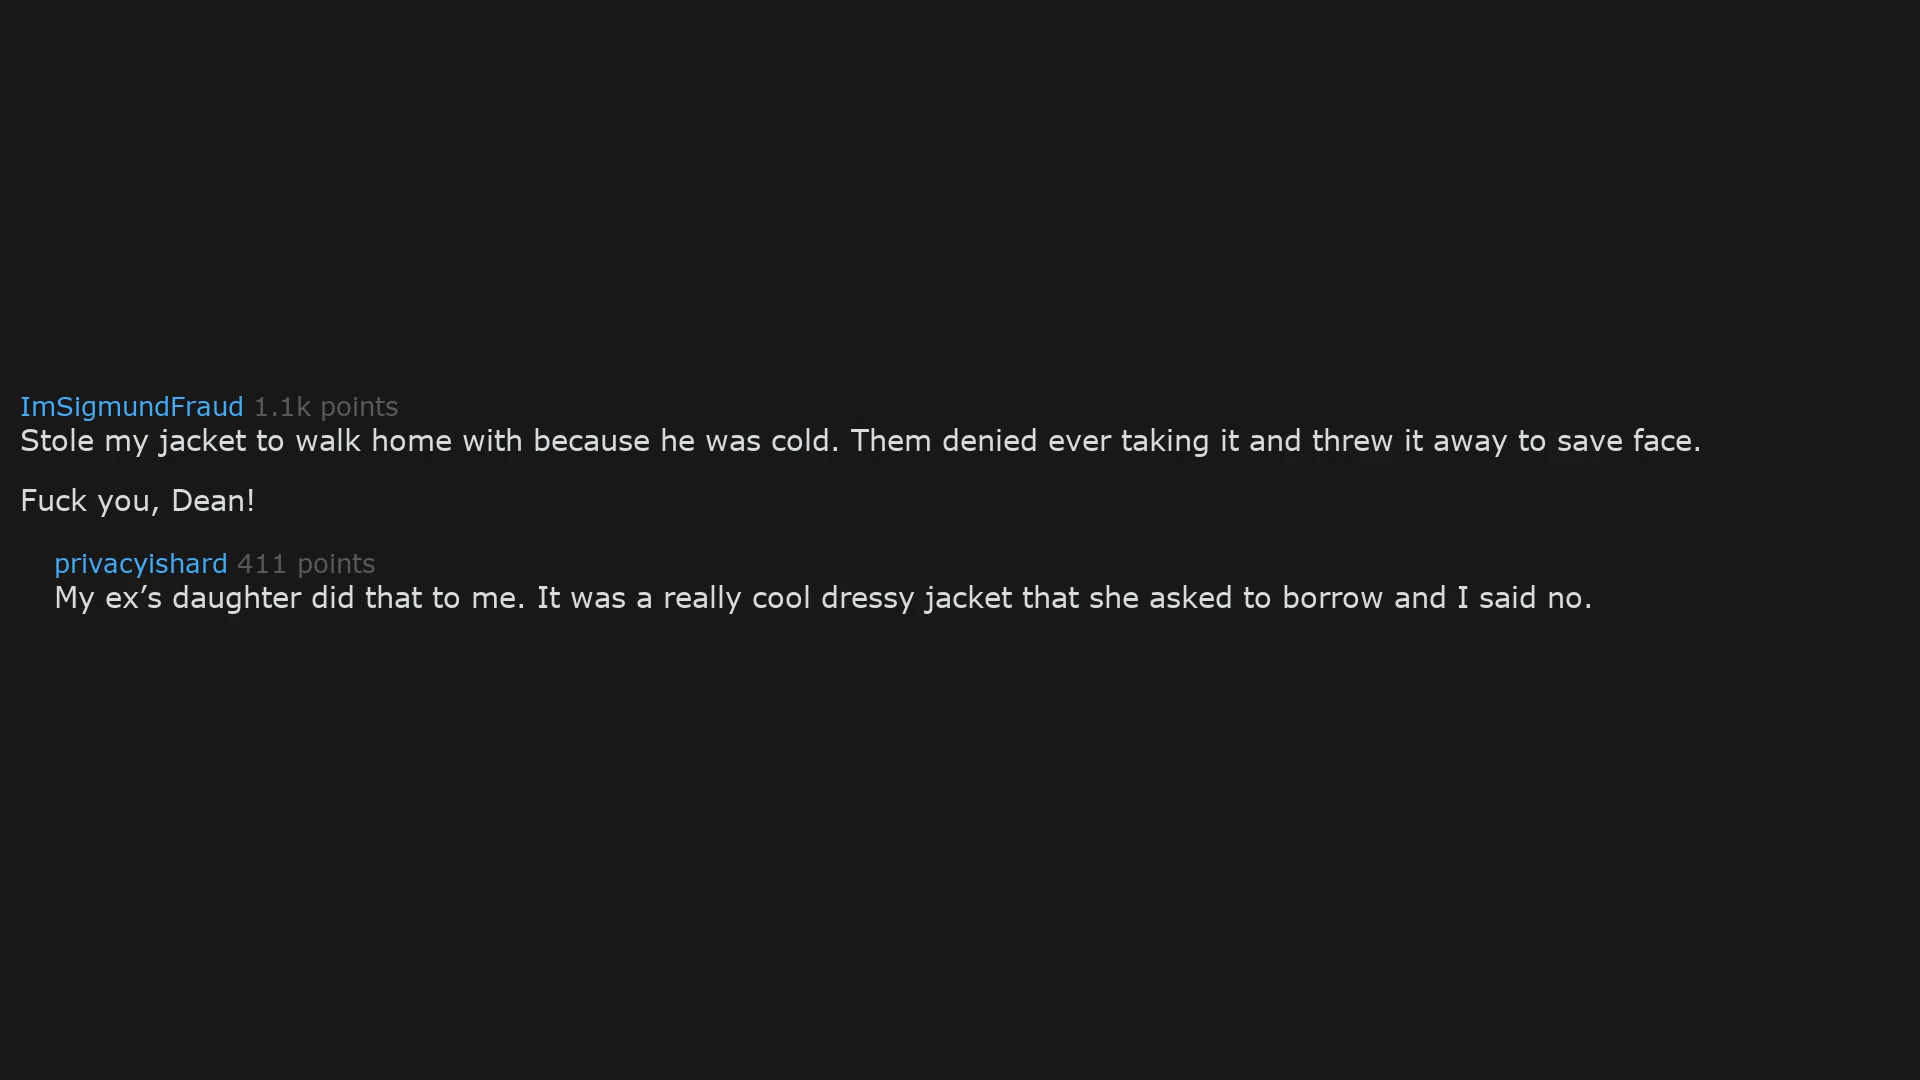 ImSigmundFraud 1.1k points
Stole my jacket to walk home with because he was cold. Them denied ever taking it and threw it away to save face.
Fuck you, Dean!
privacyishard 411 points
My ex’s daughter did that to me. It was a really cool dressy jacket that she asked to borrow and I said no.